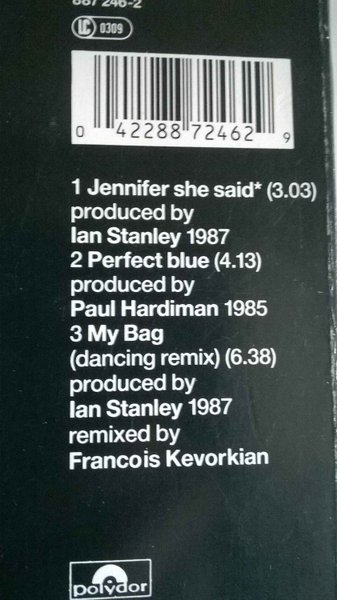 887 246-2
LC 0309
0 42288 72462 9
1 Jennifer she said* (3.03)
produced by
Ian Stanley 1987
2 Perfect blue (4.13)
produced by
Paul Hardiman 1985
3 My Bag
(dancing remix) (6.38)
produced by
Ian Stanley 1987
remixed by
Francois Kevorkian
polydor